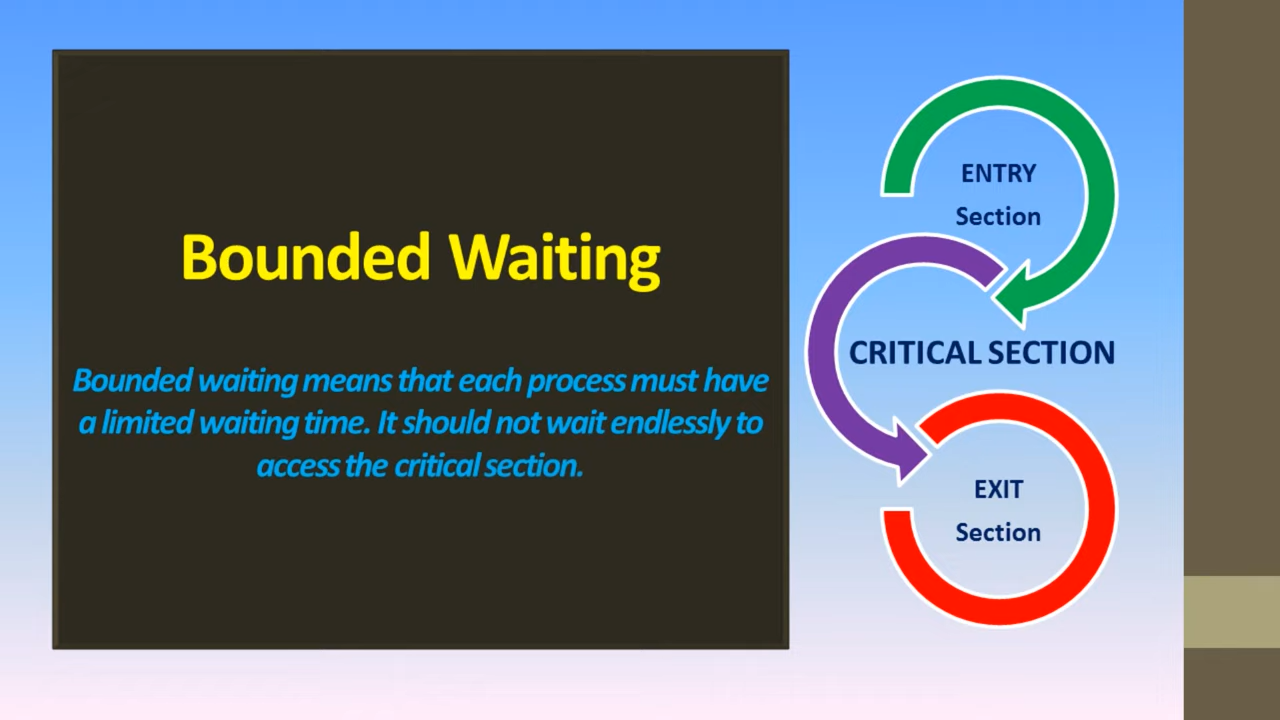 Bounded Waiting
Bounded waiting means that each process must have
a limited waiting time. It should not wait endlessly to
access the critical section.
ENTRY
Section
CRITICAL SECTION
EXIT
Section